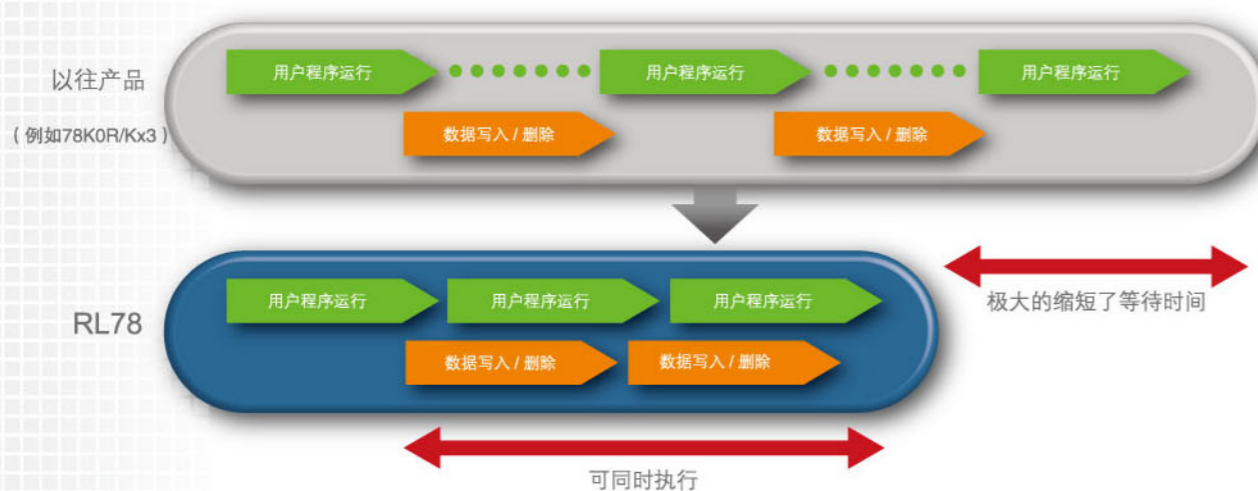 用户程序运行
用户程序运行
用户程序运行
以往产品
(例如78K0R/Kx3)
数据写入 / 删除
数据写入 / 删除
用户程序运行
用户程序运行
用户程序运行
极大的缩短了等待时间
RL78
数据写入 / 删除
数据写入 / 删除
可同时执行